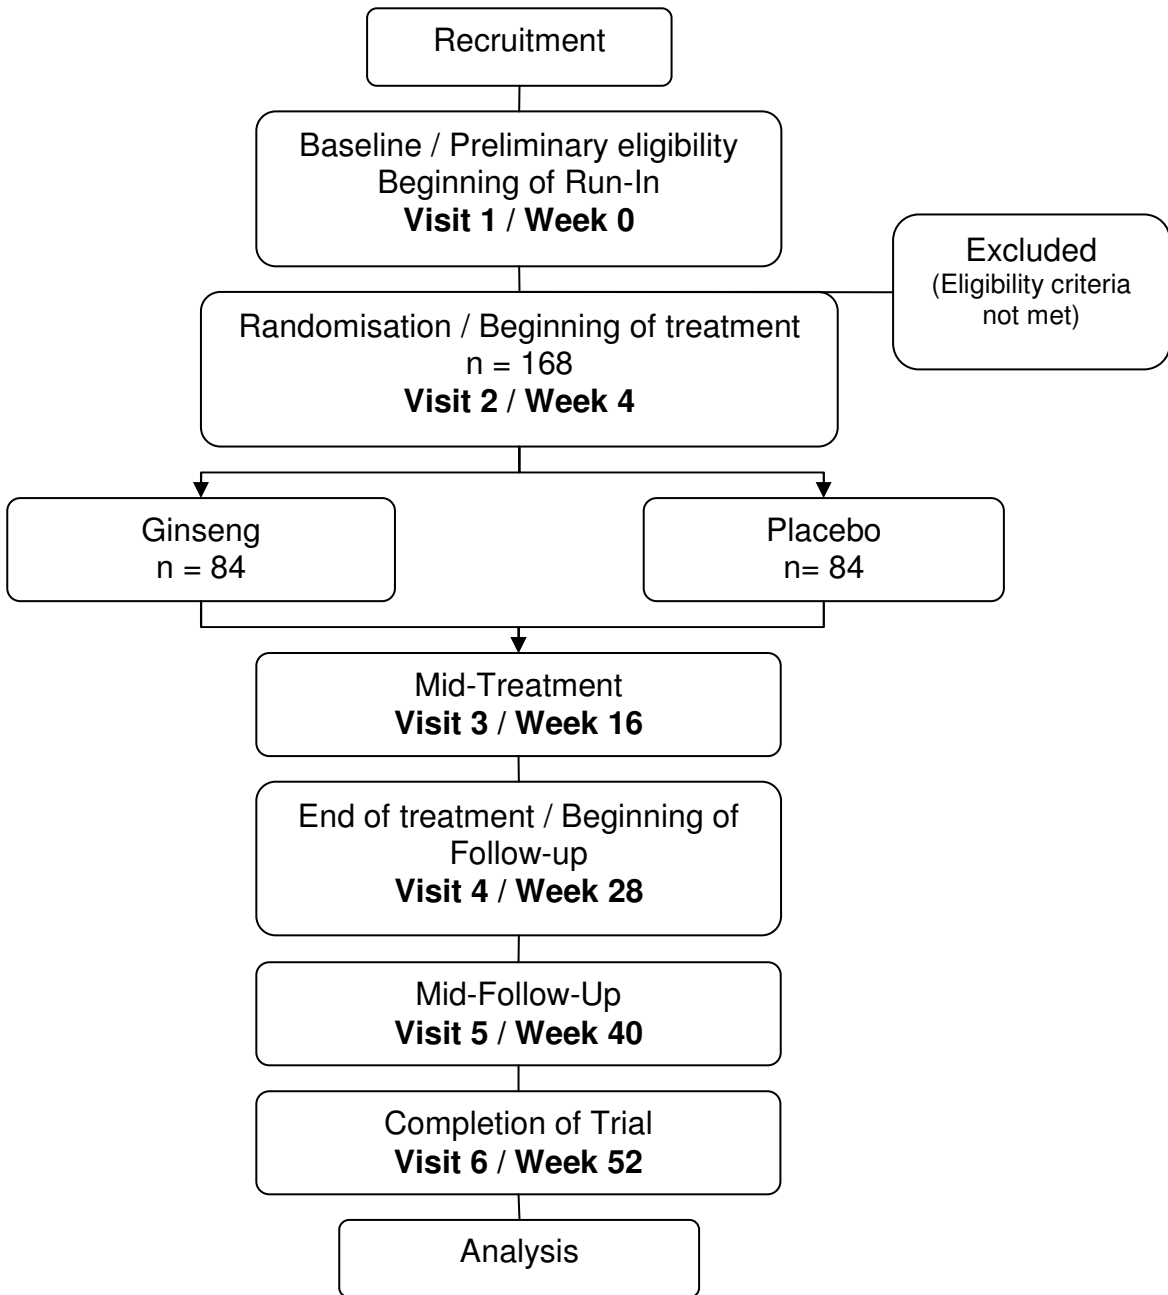 Recruitment
Baseline / Preliminary eligibility
Beginning of Run-In
Visit 1 / Week 0
Excluded
(Eligibility criteria
not met)
Randomisation / Beginning of treatment
n = 168
Visit 2 / Week 4
Ginseng
n = 84
Placebo
n= 84
Mid-Treatment
Visit 3 / Week 16
End of treatment / Beginning of
Follow-up
Visit 4 / Week 28
Mid-Follow-Up
Visit 5 / Week 40
Completion of Trial
Visit 6 / Week 52
Analysis